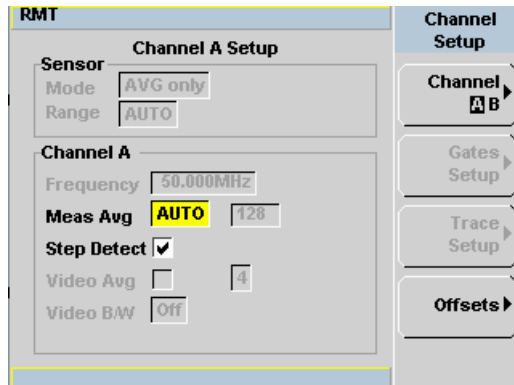 RMT
Channel A Setup
Sensor
Mode AVG only
Range AUTO
Channel A
Frequency 50.000MHz
Meas Avg AUTO 128
Step Detect
Video Avg 4
Video B/W Off
Channel Setup
Channel
A B
Gates
Setup
Trace
Setup
Offsets